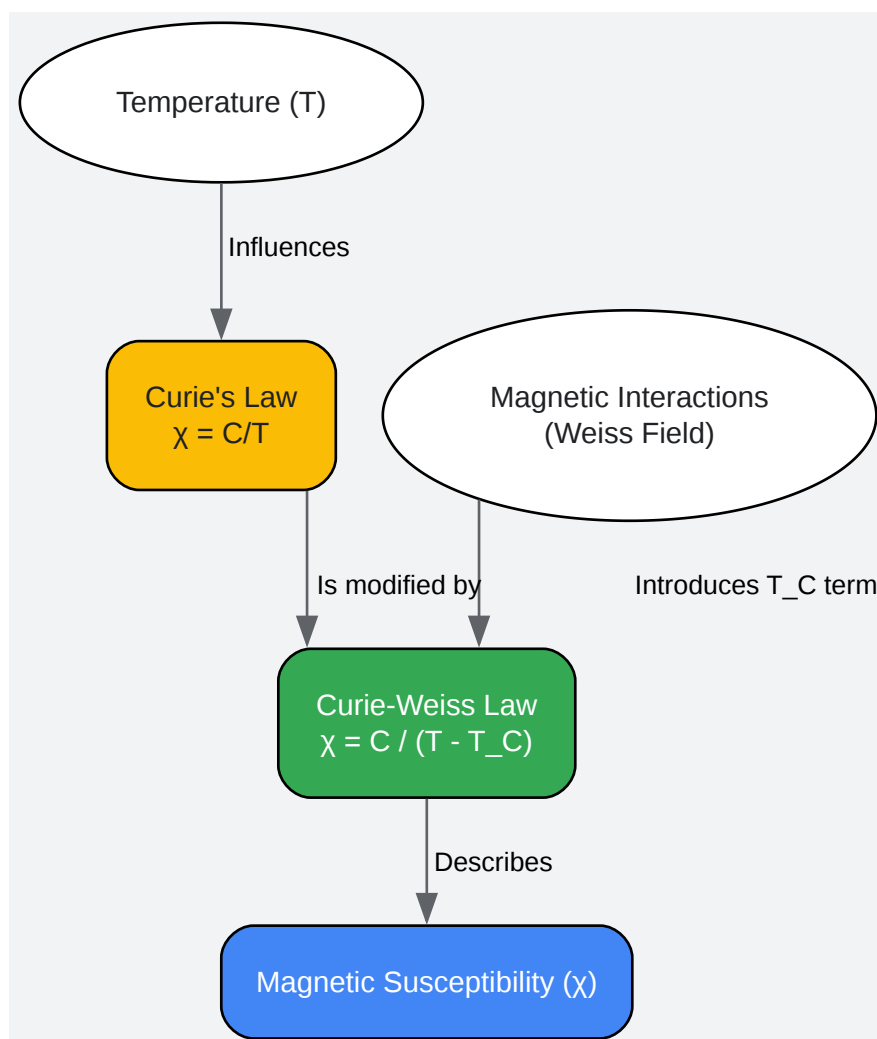 Temperature (T)
Influences
Curie's Law
χ = C/T
Magnetic Interactions
(Weiss Field)
Is modified by
Introduces T_C term
Curie-Weiss Law
χ = C / (T - T_C)
Describes
Magnetic Susceptibility (χ)